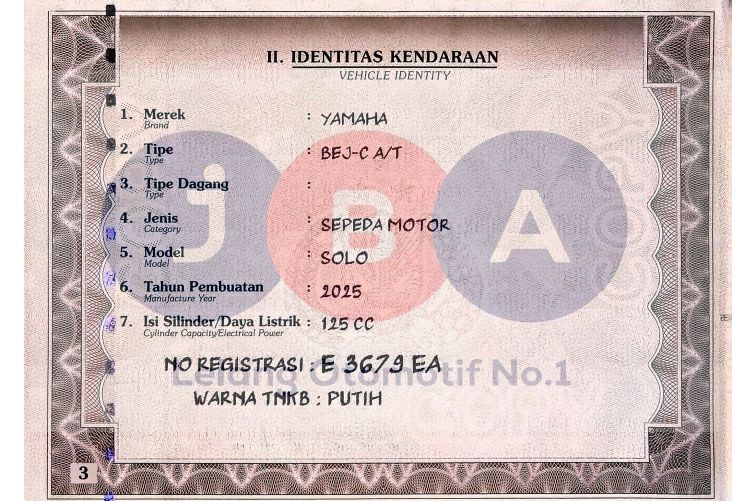 II. IDENTITAS KENDARAAN
VEHICLE IDENTITY
1. Merek : YAMAHA
Brand
2. Tipe : BEJ-C A/T
Type
3. Tipe Dagang :
Type
4. Jenis : SEPEDA MOTOR
Category
5. Model : SOLO
Model
6. Tahun Pembuatan : 2025
Manufacture Year
7. Isi Silinder/Daya Listrik : 125 CC
Cylinder Capacity/Electrical Power
NO REGISTRASI : E 3679 EA
WARNA TNKB : PUTIH
JBA
Lelang Otomotif No.1
3